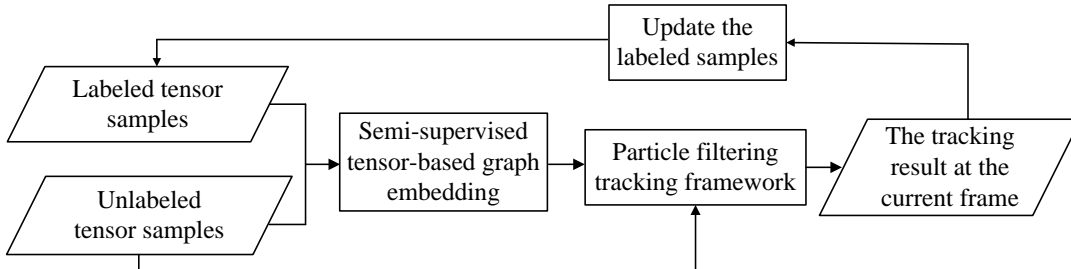 Update the
labeled samples
Labeled tensor
samples
Semi-supervised
tensor-based graph
embedding
Particle filtering
tracking framework
The tracking
result at the
current frame
Unlabeled
tensor samples